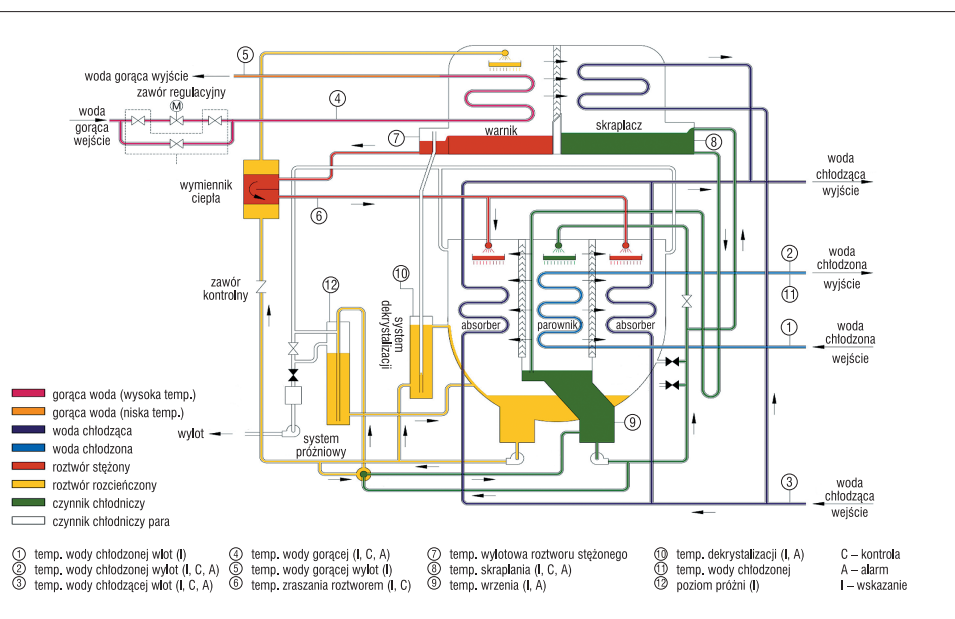 5
woda gorąca wyjście
zawór regulacyjny
M
4
woda
gorąca
wejście
7
warnik
skraplacz
8
woda
chłodząca
wyjście
wymiennik
ciepła
6
2
woda
chłodzona
wyjście
11
zawór
kontrolny
12
10
system
dekrystalizacji
absorber
parownik
absorber
1
woda
chłodzona
wejście
gorąca woda (wysoka temp.)
gorąca woda (niska temp.)
woda chłodząca
woda chłodzona
roztwór stężony
roztwór rozcieńczony
czynnik chłodniczy
czynnik chłodniczy para
wylot
system
próżniowy
9
3
woda
chłodząca
wejście
1 temp. wody chłodzonej wlot (I)
2 temp. wody chłodzonej wylot (I, C, A)
3 temp. wody chłodzącej wlot (I, C, A)
4 temp. wody gorącej (I, C, A)
5 temp. wody gorącej wylot (I)
6 temp. zraszania roztworem (I, C)
7 temp. wylotowa roztworu stężonego
8 temp. skraplania (I, C, A)
9 temp. wrzenia (I, A)
10 temp. dekrystalizacji (I, A)
11 temp. wody chłodzonej
12 poziom próżni (I)
C – kontrola
A – alarm
I – wskazanie